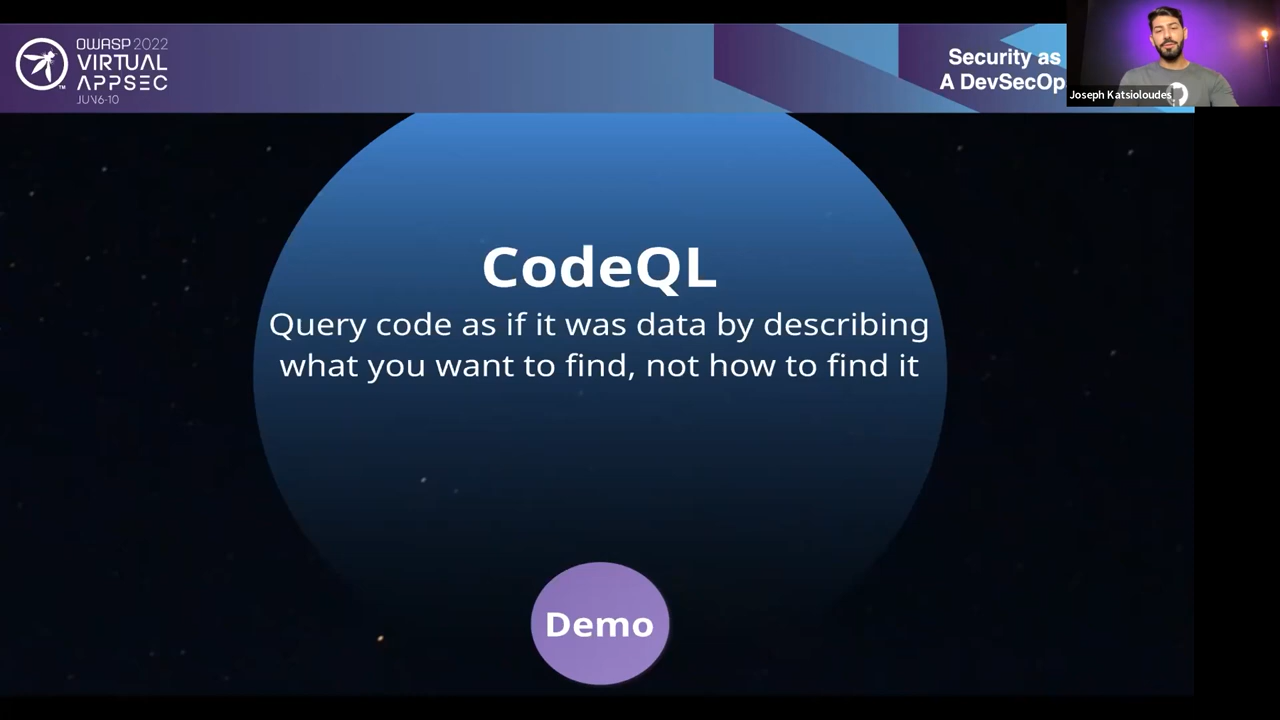 OWASP 2022
VIRTUAL
APPSEC
JUN6-10
TM
Security as
A DevSecOp
Joseph Katsioloudes
CodeQL
Query code as if it was data by describing
what you want to find, not how to find it
Demo